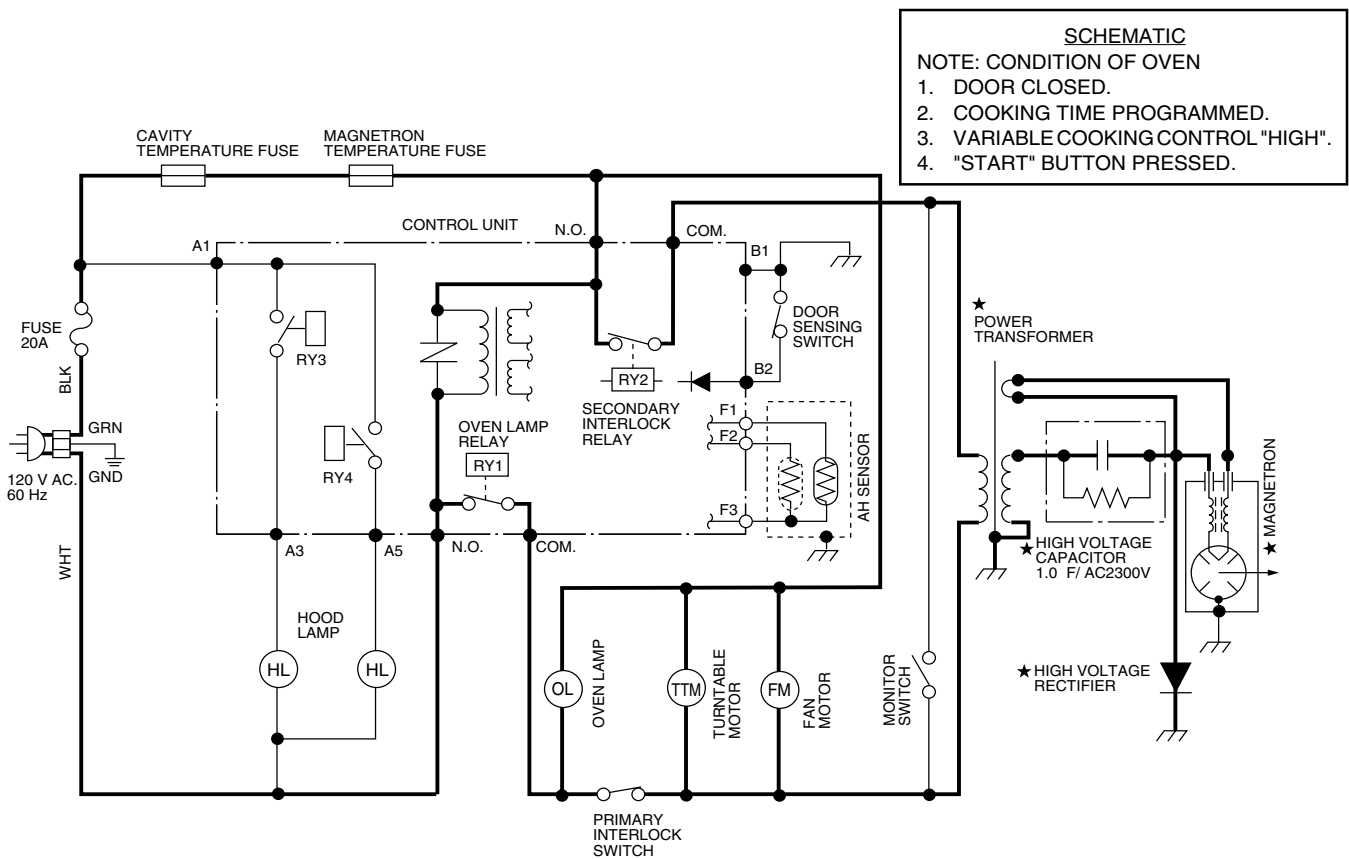 SCHEMATIC
NOTE: CONDITION OF OVEN
1. DOOR CLOSED.
2. COOKING TIME PROGRAMMED.
3. VARIABLE COOKING CONTROL "HIGH".
4. "START" BUTTON PRESSED.
CAVITY
TEMPERATURE FUSE
MAGNETRON
TEMPERATURE FUSE
CONTROL UNIT
N.O.
COM.
A1
B1
FUSE
20A
BLK
RY3
DOOR
SENSING
SWITCH
★
POWER
TRANSFORMER
RY2
B2
SECONDARY
INTERLOCK
RELAY
F1
F2
F3
AH SENSOR
GRN
GND
120 V AC.
60 Hz
WHT
RY4
OVEN LAMP
RELAY
RY1
A3
A5
N.O.
COM.
★ HIGH VOLTAGE
CAPACITOR
1.0 F/ AC2300V
★ MAGNETRON
HOOD
LAMP
HL
HL
OL
OVEN LAMP
TTM
TURNTABLE
MOTOR
FM
FAN
MOTOR
MONITOR
SWITCH
★ HIGH VOLTAGE
RECTIFIER
PRIMARY
INTERLOCK
SWITCH